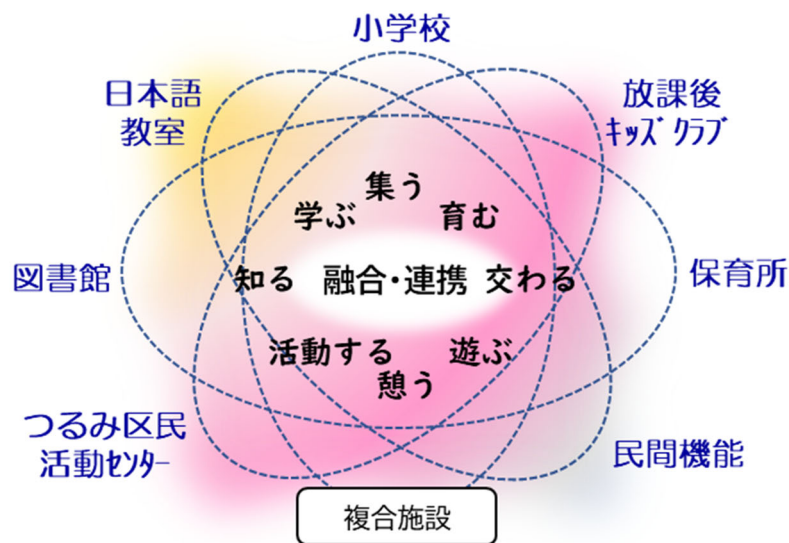 小学校
日本語
教室
放課後
ｷｯｽﾞｸﾗﾌﾞ
集う
学ぶ
育む
図書館
知る
融合・連携
交わる
保育所
活動する
遊ぶ
憩う
つるみ区民
活動ｾﾝﾀｰ
民間機能
複合施設